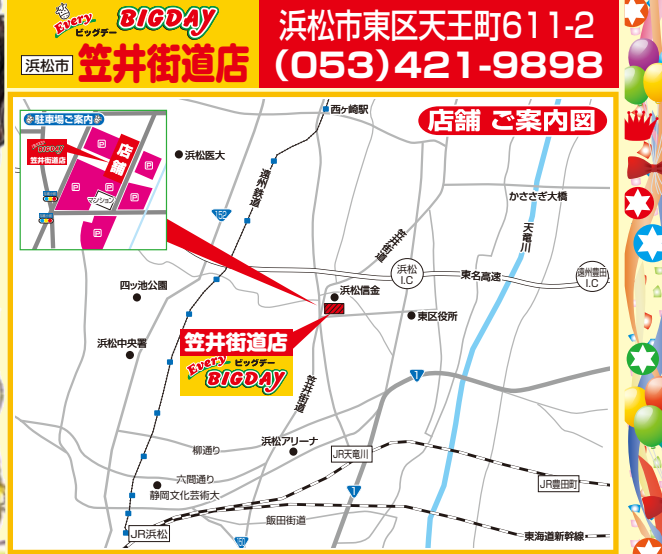 Every
ビッグデー
BIGDAY
浜松市
笠井街道店
浜松市東区天王町611-2
(053)421-9898
店舗 ご案内図
駐車場ご案内
BIGDAY
笠井街道店
店舗
P
P
P
P
P
マンション
西ヶ崎駅
浜松医大
遠州鉄道
152
かささぎ大橋
天竜川
笠井街道
浜松
I.C
東名高速
遠州豊田
I.C
四ッ池公園
浜松信金
東区役所
浜松中央署
笠井街道店
Every
ビッグデー
BIGDAY
1
笠井街道
浜松アリーナ
柳通り
JR天竜川
六間通り
静岡文化芸術大
1
JR豊田町
飯田街道
JR浜松
150
東海道新幹線